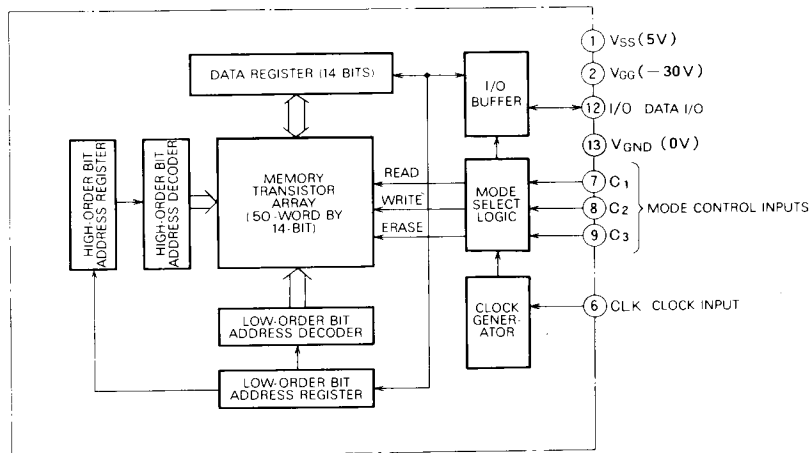 DATA REGISTER (14 BITS)
I/O
BUFFER
1 VSS (5V)
2 VGG (−30V)
12 I/O DATA I/O
13 VGND (0V)
HIGH-ORDER BIT
ADDRESS REGISTER
HIGH-ORDER BIT
ADDRESS DECODER
MEMORY
TRANSISTOR
ARRAY
(50-WORD BY
14-BIT)
READ
WRITE
ERASE
MODE
SELECT
LOGIC
7 C1
8 C2
9 C3
MODE CONTROL INPUTS
LOW-ORDER BIT
ADDRESS DECODER
CLOCK
GENER-
ATOR
6 CLK CLOCK INPUT
LOW-ORDER BIT
ADDRESS REGISTER